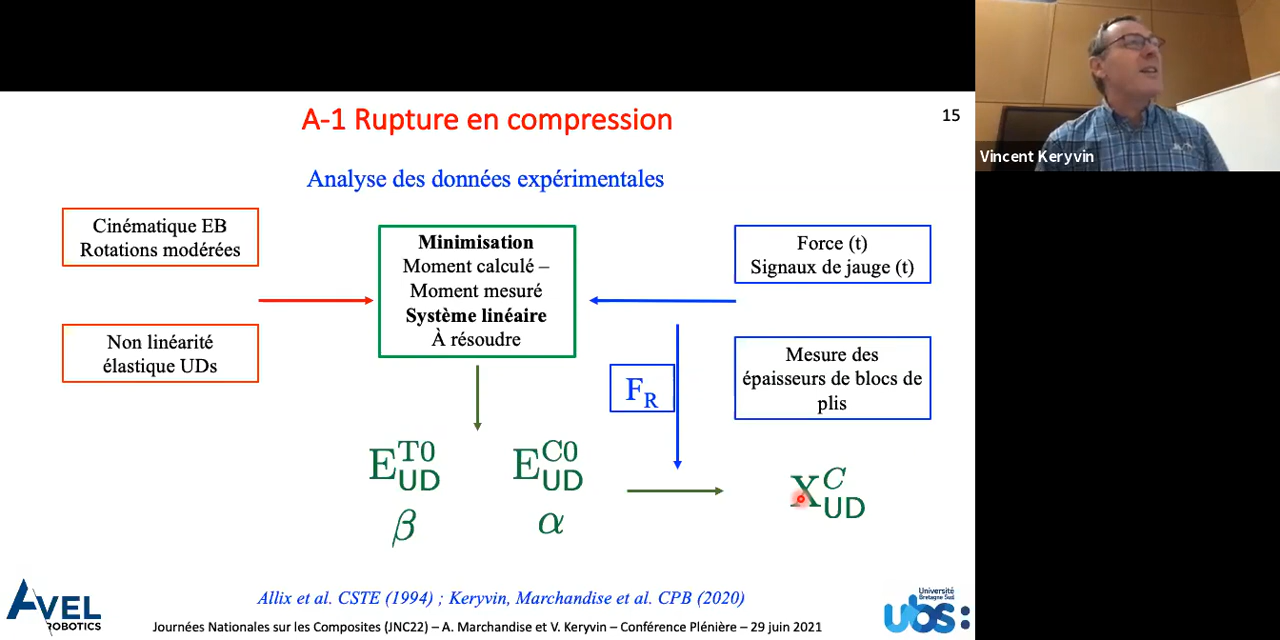 A-1 Rupture en compression
15
Vincent Keryvin
Analyse des données expérimentales
Cinématique EB
Rotations modérées
Non linéarité
élastique UDs
Minimisation
Moment calculé –
Moment mesuré
Système linéaire
À résoudre
Force (t)
Signaux de jauge (t)
Mesure des
épaisseurs de blocs de
plis
F_R
E_UD^T0
E_UD^C0
X_UD^C
β
α
Allix et al. CSTE (1994) ; Keryvin, Marchandise et al. CPB (2020)
Journées Nationales sur les Composites (JNC22) – A. Marchandise et V. Keryvin – Conférence Plénière – 29 juin 2021
AVEL
ROBOTICS
Université
Bretagne Sud
ubs: